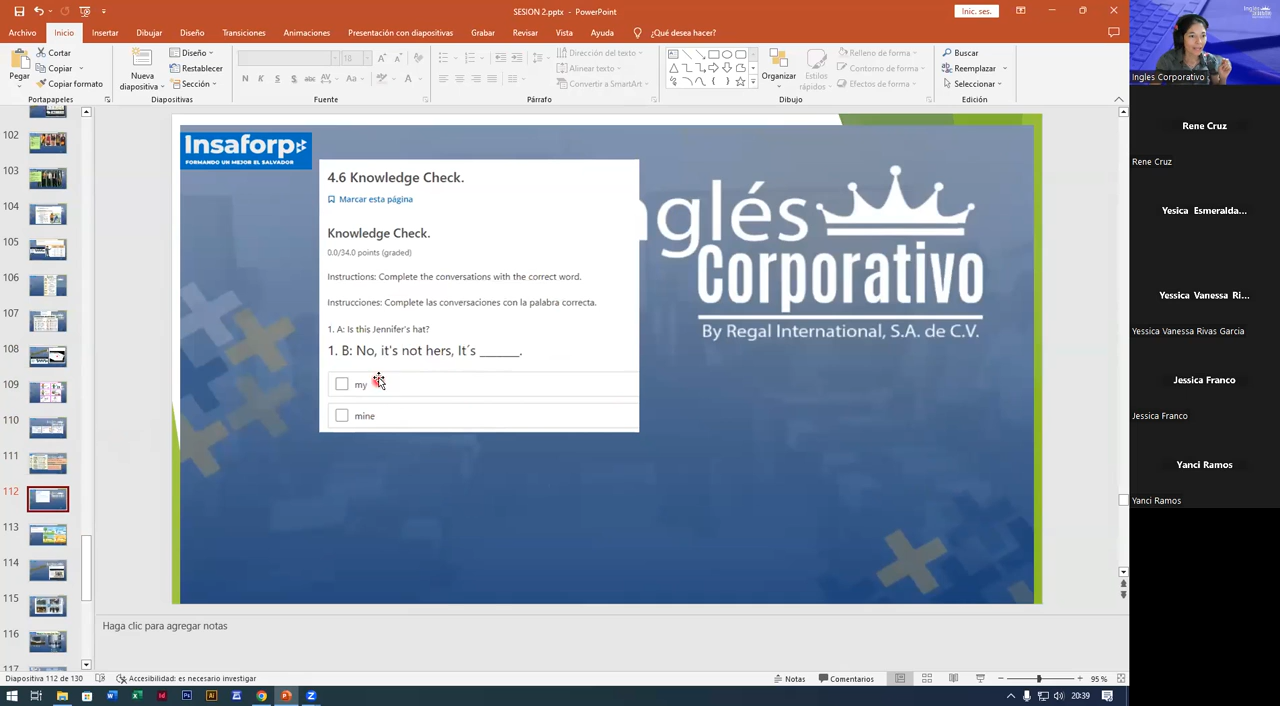 SESION 2.pptx - PowerPoint
Inic. ses.
Archivo Inicio Insertar Dibujar Diseño Transiciones Animaciones Presentación con diapositivas Grabar Revisar Vista Ayuda ¿Qué desea hacer?
Pegar
Cortar
Copiar
Copiar formato
Portapapeles
Nueva diapositiva
Diseño
Restablecer
Sección
Diapositivas
18
N K S S abc AV Aa A
Fuente
Dirección del texto
Alinear texto
Convertir a SmartArt
Párrafo
Organizar
Estilos rápidos
Relleno de forma
Contorno de forma
Efectos de forma
Dibujo
Buscar
Reemplazar
Seleccionar
Edición
102
103
104
105
106
107
108
109
110
111
112
113
114
115
116
117
Insaforp
FORMANDO UN MEJOR EL SALVADOR
4.6 Knowledge Check.
Marcar esta página
Knowledge Check.
0.0/34.0 points (graded)
Instructions: Complete the conversations with the correct word.
Instrucciones: Complete las conversaciones con la palabra correcta.
1. A: Is this Jennifer's hat?
1. B: No, it's not hers, It´s ______.
my
mine
nglés
Corporativo
By Regal International, S.A. de C.V.
Haga clic para agregar notas
Diapositiva 112 de 130
Accesibilidad: es necesario investigar
Notas
Comentarios
95 %
20:39
Ingles Corporativo
Rene Cruz
Rene Cruz
Yesica Esmeralda...
Yessica Vanessa Ri...
Yessica Vanessa Rivas Garcia
Jessica Franco
Jessica Franco
Yanci Ramos
Yanci Ramos